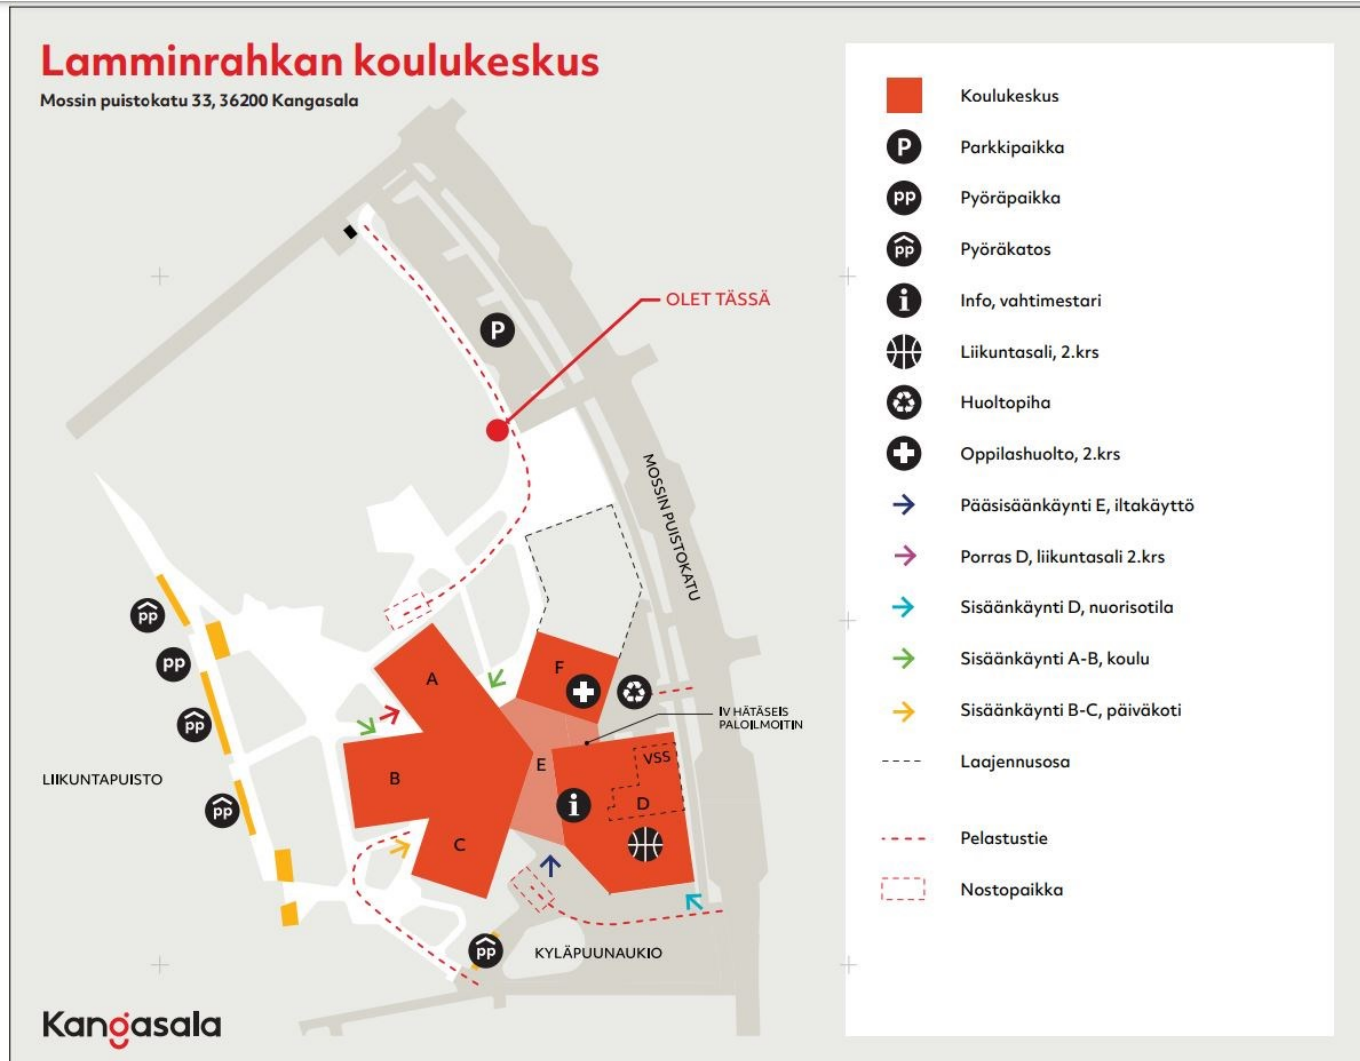 Lamminrahkan koulukeskus
Mossin puistokatu 33, 36200 Kangasala
OLET TÄSSÄ
P
MOSSIN PUISTOKATU
pp
pp
pp
pp
LIIKUNTAPUISTO
A
B
C
E
F
IV HÄTÄSEIS
PALOILMOITIN
VSS
D
i
pp
KYLÄPUUNAUKIO
Kangasala
Koulukeskus
P Parkkipaikka
pp Pyöräpaikka
pp Pyöräkatos
i Info, vahtimestari
Liikuntasali, 2.krs
Huoltopiha
Oppilashuolto, 2.krs
Pääsisäänkäynti E, iltakäyttö
Porras D, liikuntasali 2.krs
Sisäänkäynti D, nuorisotila
Sisäänkäynti A-B, koulu
Sisäänkäynti B-C, päiväkoti
Laajennusosa
Pelastustie
Nostopaikka